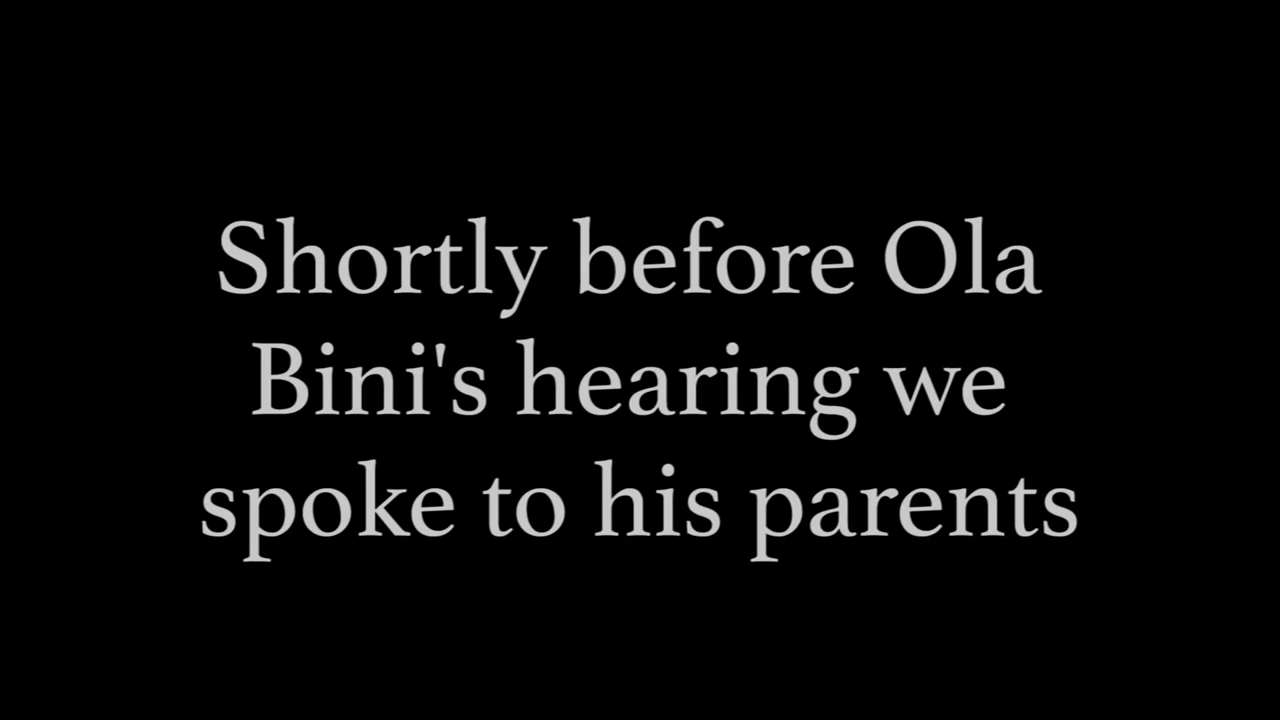 Shortly before Ola
Bini's hearing we
spoke to his parents